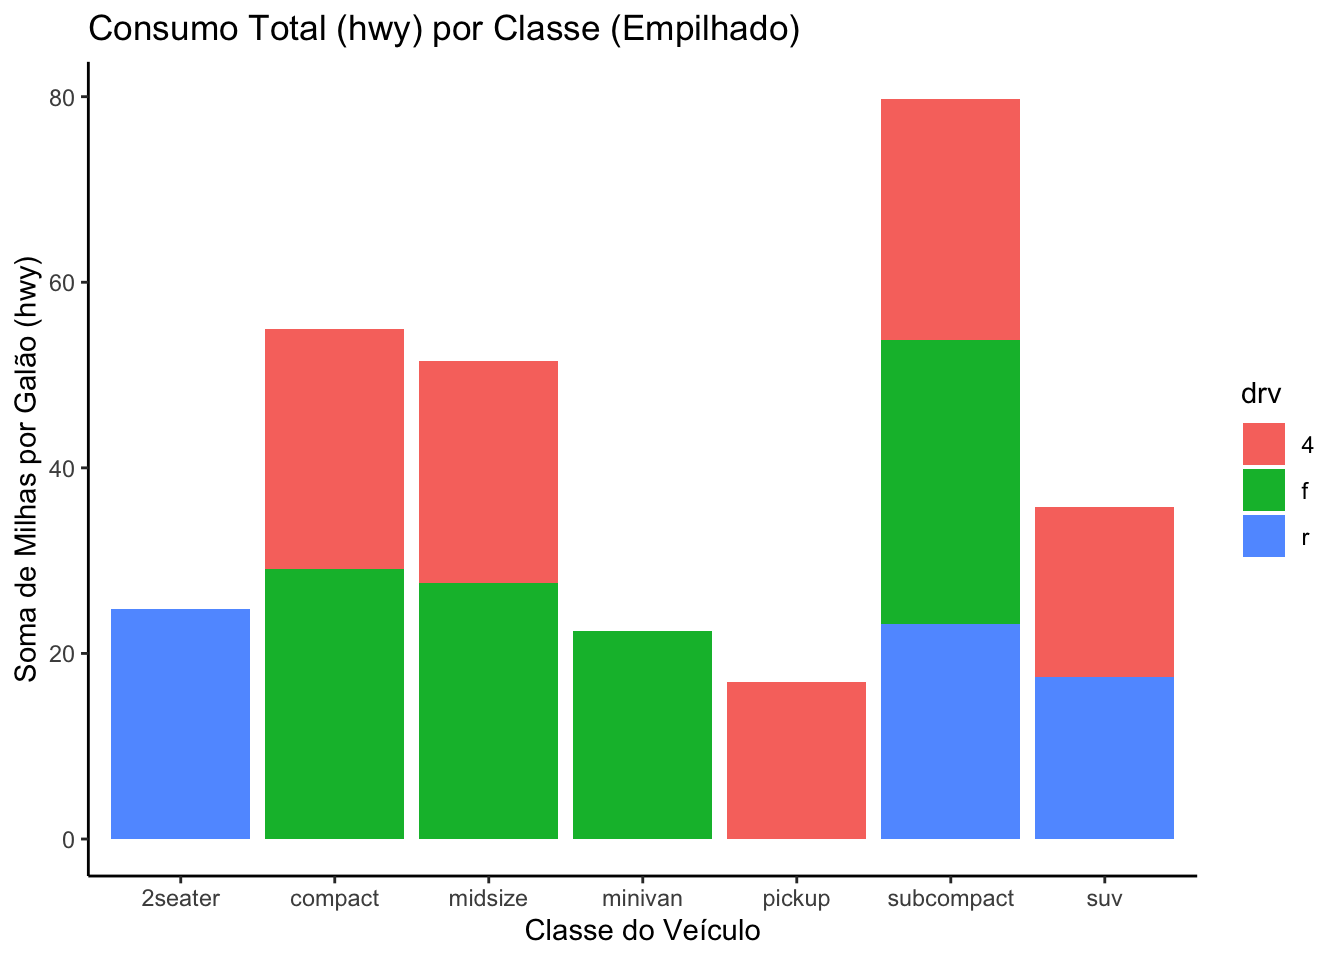 Consumo Total (hwy) por Classe (Empilhado)
Soma de Milhas por Galão (hwy)
80
60
40
20
0
2seater compact midsize minivan pickup subcompact suv
Classe do Veículo
drv
4
f
r